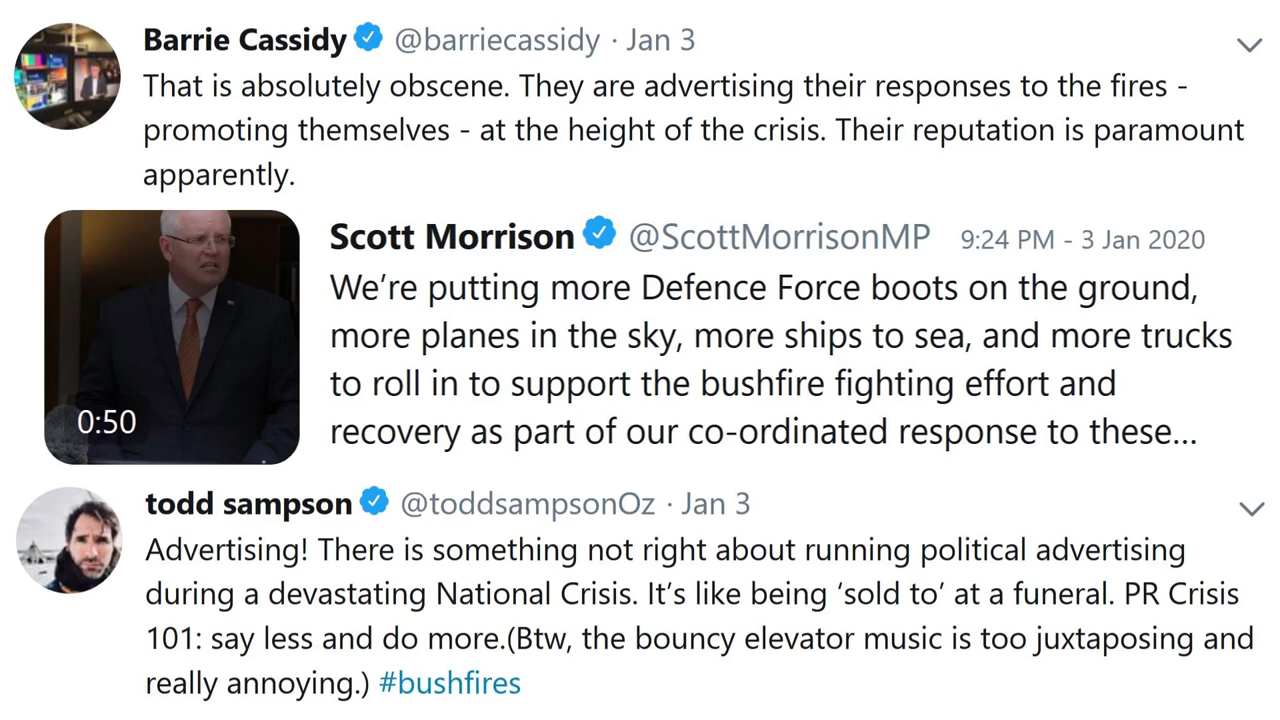 Barrie Cassidy @barriecassidy · Jan 3
That is absolutely obscene. They are advertising their responses to the fires -
promoting themselves - at the height of the crisis. Their reputation is paramount
apparently.
Scott Morrison @ScottMorrisonMP 9:24 PM - 3 Jan 2020
We’re putting more Defence Force boots on the ground,
more planes in the sky, more ships to sea, and more trucks
to roll in to support the bushfire fighting effort and
recovery as part of our co-ordinated response to these...
0:50
todd sampson @toddsampsonOz · Jan 3
Advertising! There is something not right about running political advertising
during a devastating National Crisis. It’s like being ‘sold to’ at a funeral. PR Crisis
101: say less and do more.(Btw, the bouncy elevator music is too juxtaposing and
really annoying.) #bushfires